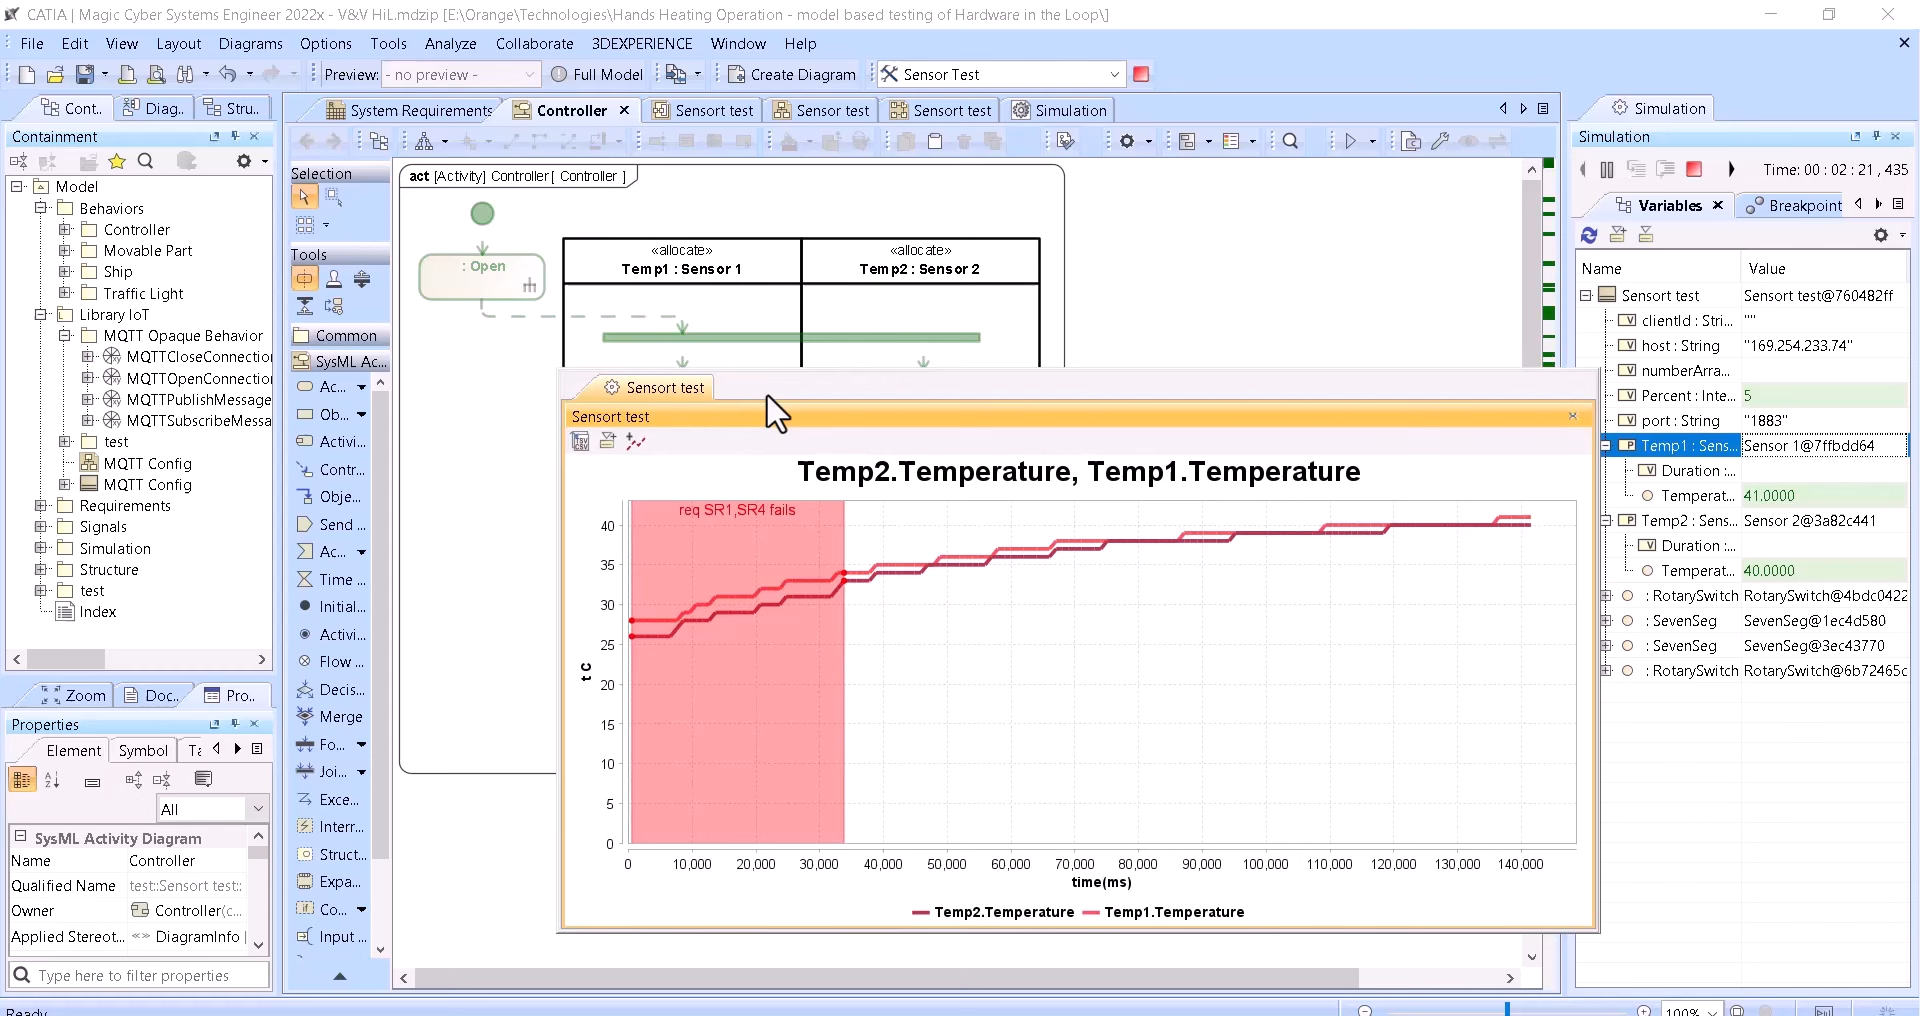 CATIA | Magic Cyber Systems Engineer 2022x - V&V HiL.mdzip [E:\Orange\Technologies\Hands Heating Operation - model based testing of Hardware in the Loop\]
File Edit View Layout Diagrams Options Tools Analyze Collaborate 3DEXPERIENCE Window Help
Preview: - no preview - Full Model Create Diagram Sensor Test
Cont.. Diag.. Stru..
Containment
Model
Behaviors
Controller
Movable Part
Ship
Traffic Light
Library IoT
MQTT Opaque Behavior
MQTTCloseConnectio
MQTTOpenConnectio
MQTTPublishMessage
MQTTSubscribeMessa
test
MQTT Config
MQTT Config
Requirements
Signals
Simulation
Structure
test
Index
Zoom Doc.. Pro..
Properties
Element Symbol Ta
All
SysML Activity Diagram
Name Controller
Qualified Name test::Sensort test::
Owner Controller(c...
Applied Stereot... «» DiagramInfo
Type here to filter properties
Ready
System Requirements Controller Sensort test Sensor test Sensort test Simulation
Selection
Tools
Common
SysML Ac...
Ac...
Ob...
Activi...
Contr...
Obje...
Send ...
Ac...
Time ...
Initial...
Activi...
Flow ...
Decis...
Merge
Fo...
Joi...
Exce...
Interr...
Struct...
Expa...
Co...
Input ...
act [Activity] Controller [ Controller ]
: Open
«allocate»
Temp1 : Sensor 1
«allocate»
Temp2 : Sensor 2
Sensort test
Sensort test
TSV
CSV
Temp2.Temperature, Temp1.Temperature
req SR1,SR4 fails
40
35
30
25
20
15
10
5
0
t C
0 10,000 20,000 30,000 40,000 50,000 60,000 70,000 80,000 90,000 100,000 110,000 120,000 130,000 140,000
time(ms)
Temp2.Temperature Temp1.Temperature
Simulation
Simulation
Time: 00 : 02 : 21 , 435
Variables Breakpoint
Name Value
Sensort test Sensort test@760482ff
clientId : Stri... ""
host : String "169.254.233.74"
numberArra...
Percent : Inte... 5
port : String "1883"
Temp1 : Sens... Sensor 1@7ffbdd64
Duration :...
Temperat... 41.0000
Temp2 : Sens... Sensor 2@3a82c441
Duration :...
Temperat... 40.0000
: RotarySwitch RotarySwitch@4bdc0422
: SevenSeg SevenSeg@1ec4d580
: SevenSeg SevenSeg@3ec43770
: RotarySwitch RotarySwitch@6b72465c
100%